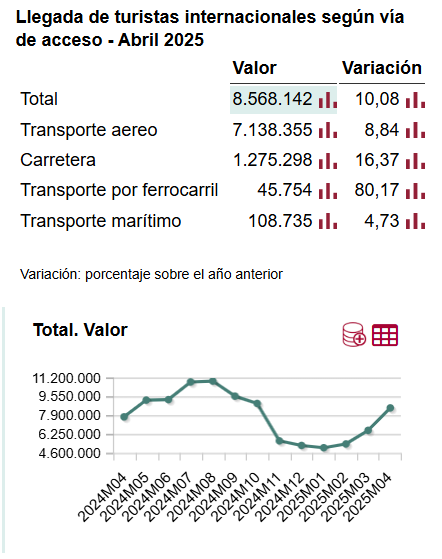 Llegada de turistas internacionales según vía
de acceso - Abril 2025
Valor Variación
Total 8.568.142 10,08
Transporte aereo 7.138.355 8,84
Carretera 1.275.298 16,37
Transporte por ferrocarril 45.754 80,17
Transporte marítimo 108.735 4,73
Variación: porcentaje sobre el año anterior
Total. Valor
11.200.000
9.550.000
7.900.000
6.250.000
4.600.000
2024M04 2024M05 2024M06 2024M07 2024M08 2024M09 2024M10 2024M11 2024M12 2025M01 2025M02 2025M03 2025M04